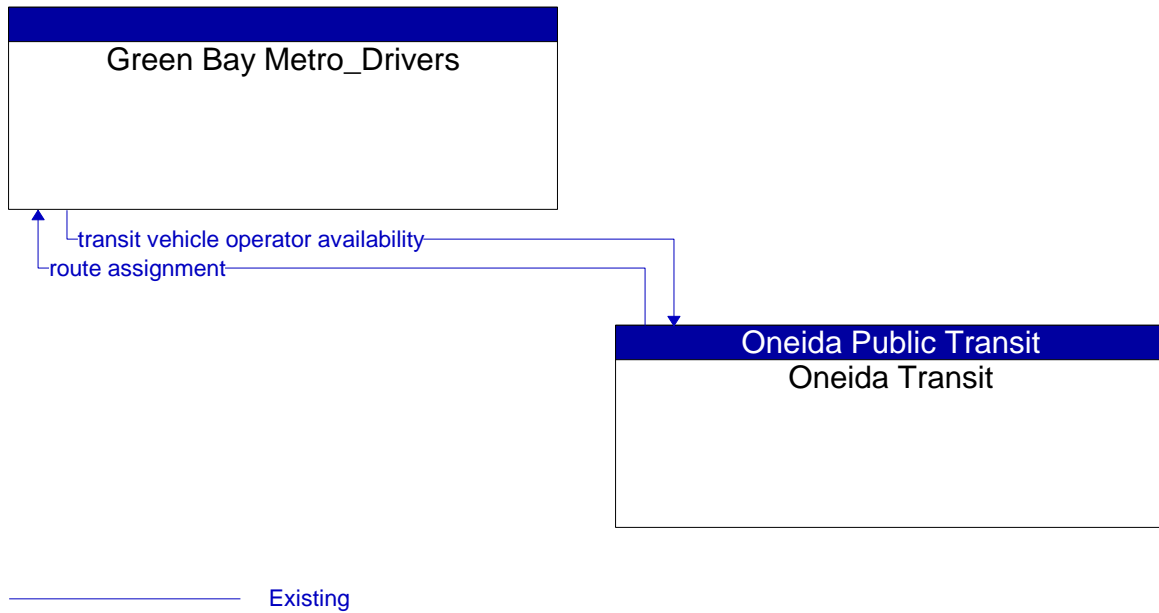 Green Bay Metro_Drivers
transit vehicle operator availability
route assignment
Oneida Public Transit
Oneida Transit
Existing